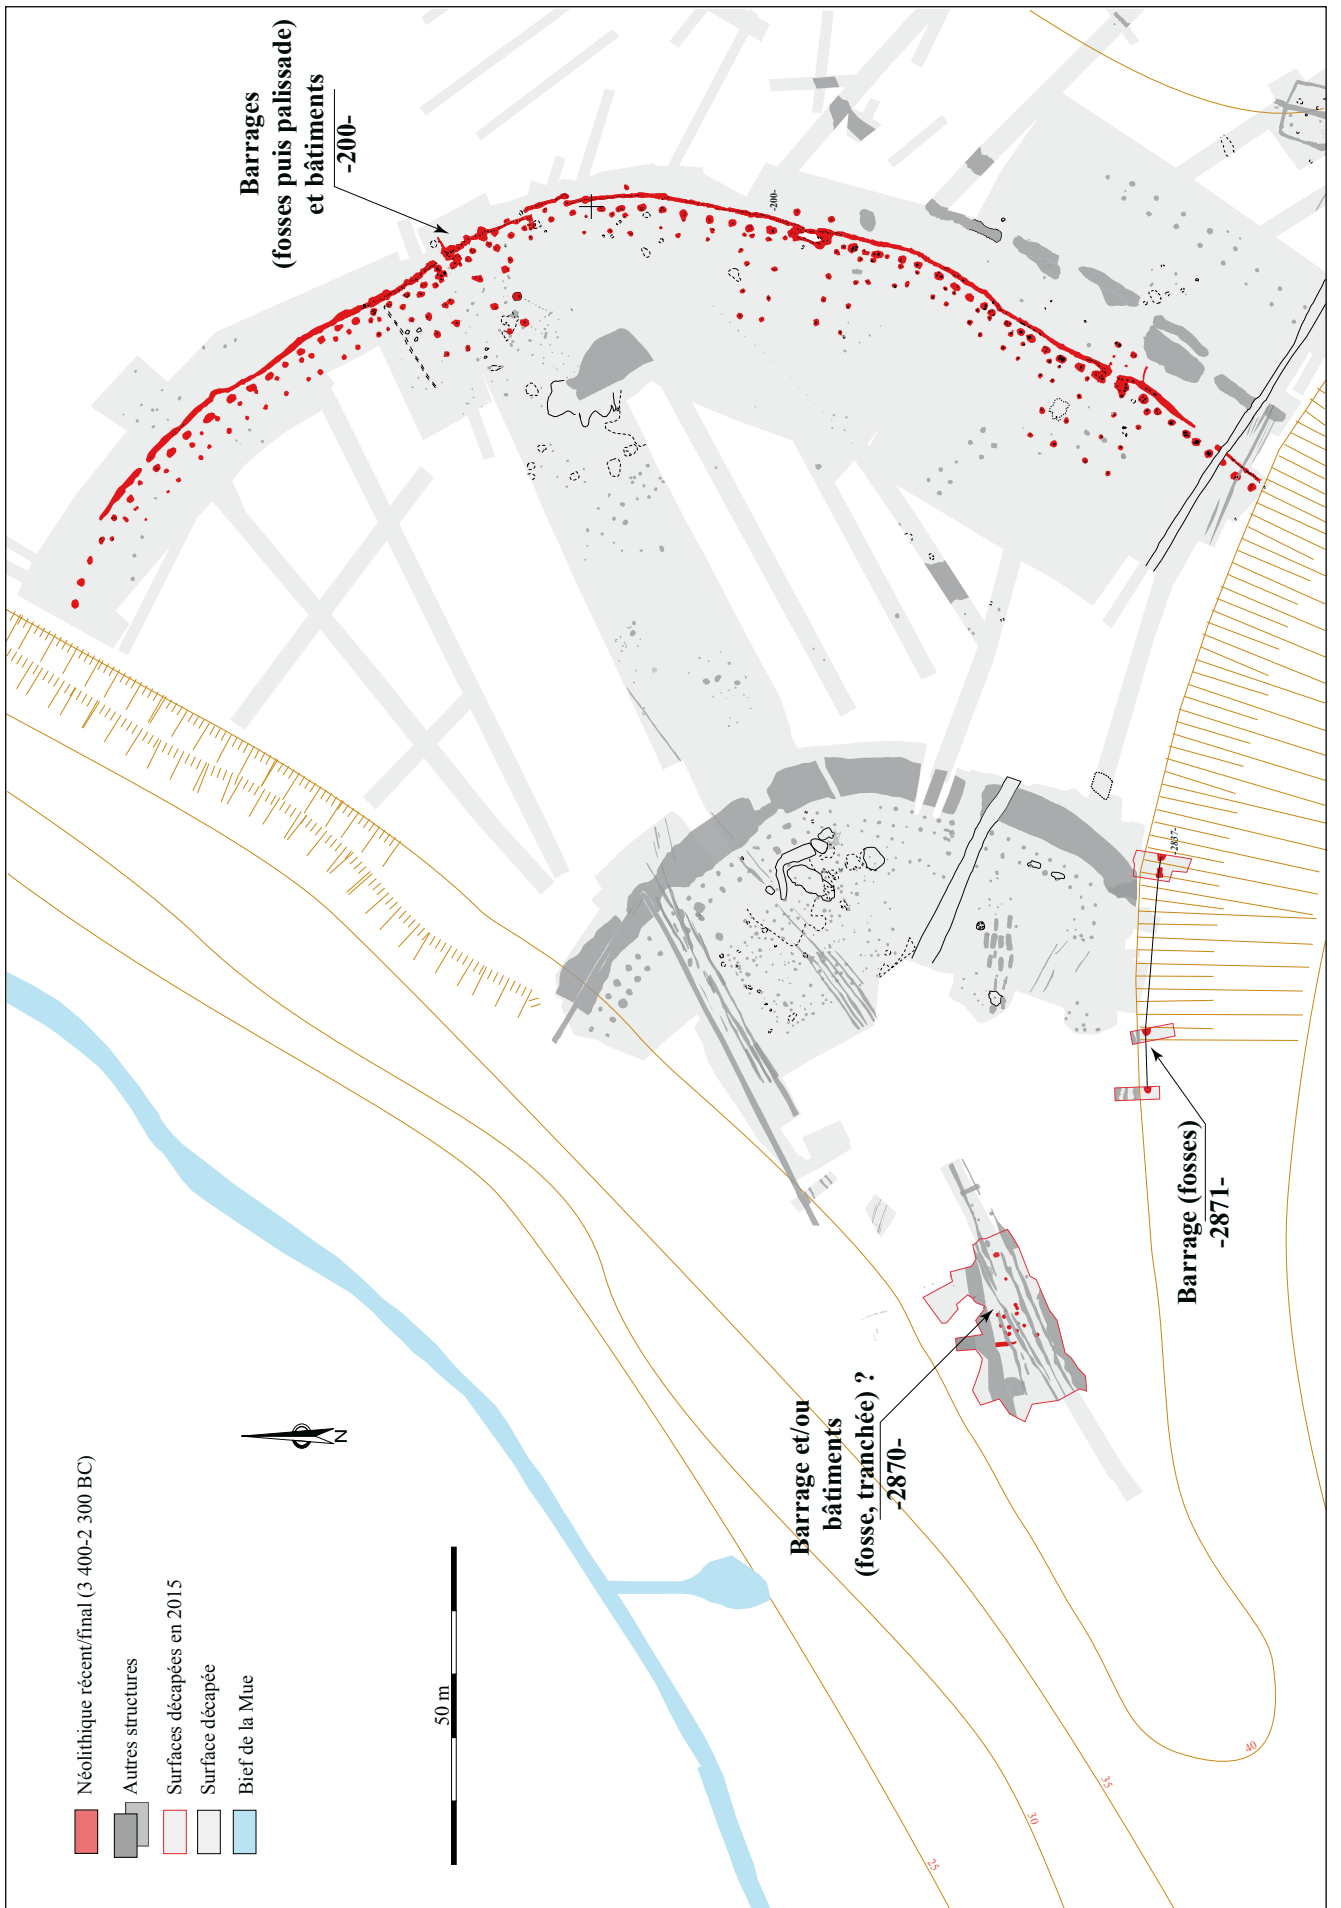 Barrages
(fosses puis palissade)
et bâtiments
-200-
-200-
-2837-
Barrage (fosses)
-2871-
Barrage et/ou
bâtiments
(fosse, tranchée) ?
-2870-
N
Néolithique récent/final (3 400-2 300 BC)
Autres structures
Surfaces décapées en 2015
Surface décapée
Bief de la Mue
50 m
25
30
35
40